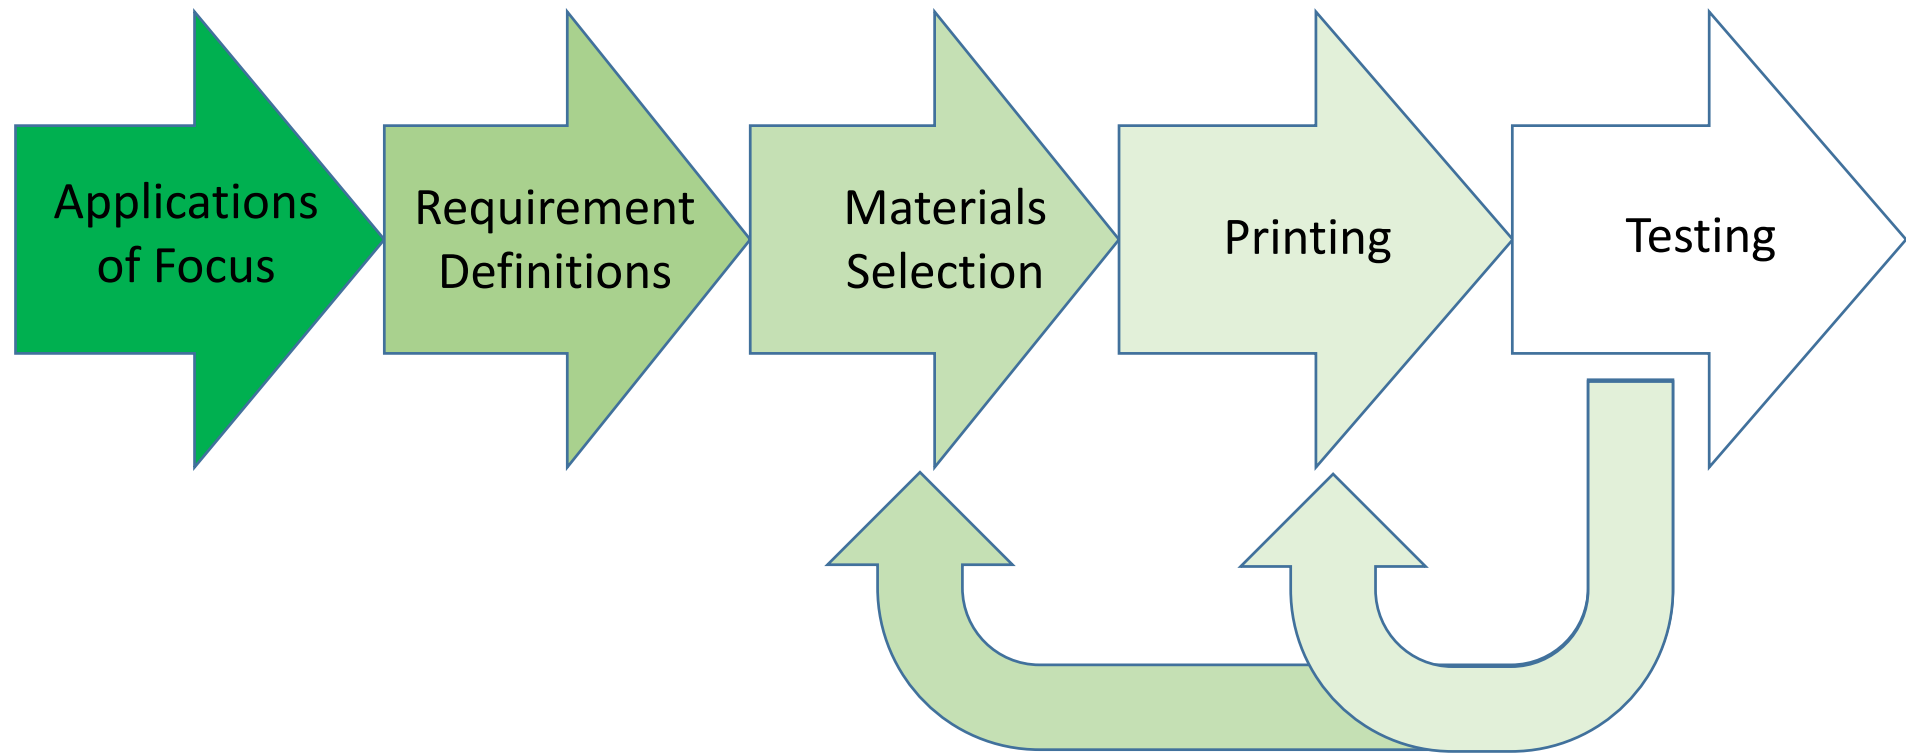 Applications
of Focus
Requirement
Definitions
Materials
Selection
Printing
Testing